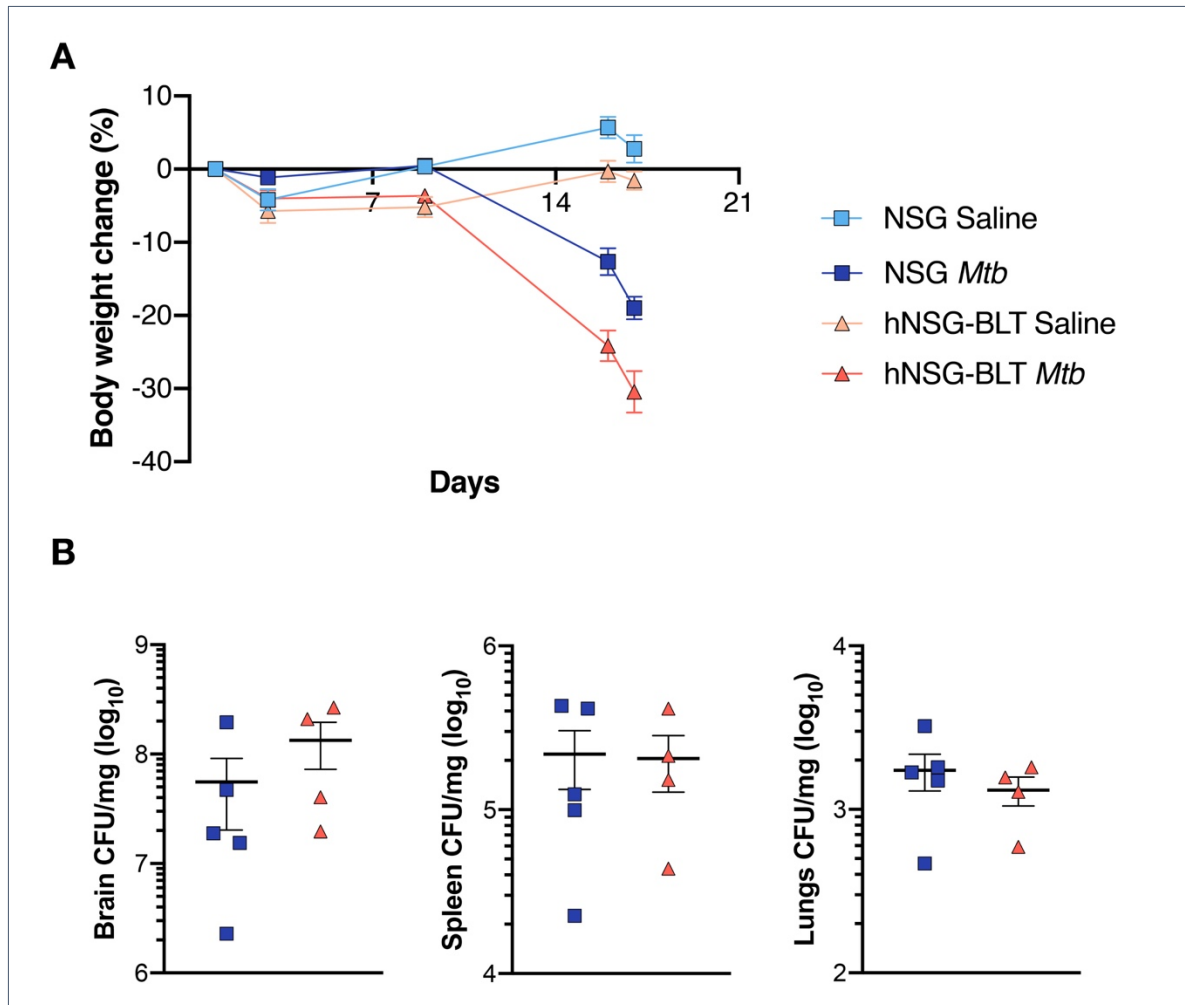 A
Body weight change (%)
10
0
-10
-20
-30
-40
7
14
21
Days
NSG Saline
NSG Mtb
hNSG-BLT Saline
hNSG-BLT Mtb
B
Brain CFU/mg (log10)
9
8
7
6
Spleen CFU/mg (log10)
6
5
4
Lungs CFU/mg (log10)
4
3
2